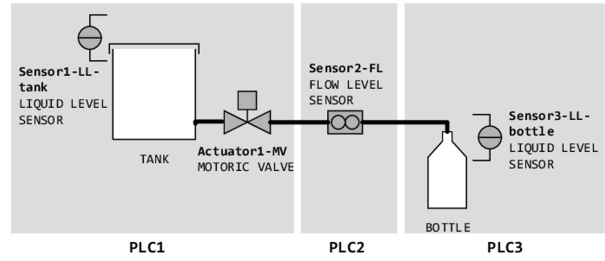 Sensor1-LL-
tank
LIQUID LEVEL
SENSOR
TANK
Actuator1-MV
MOTORIC VALVE
Sensor2-FL
FLOW LEVEL
SENSOR
Sensor3-LL-
bottle
LIQUID LEVEL
SENSOR
BOTTLE
PLC1
PLC2
PLC3